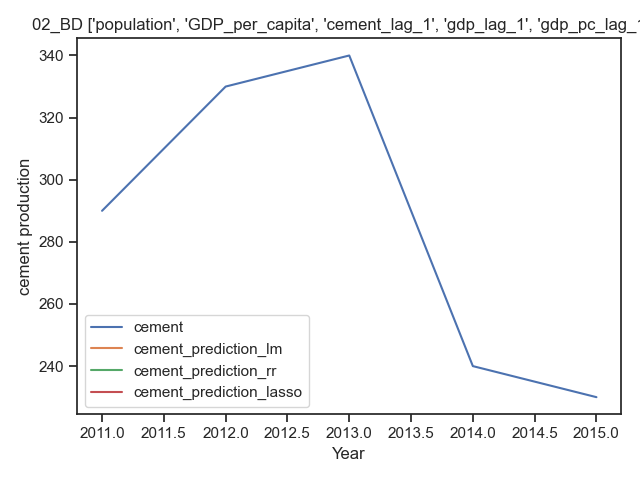 02_BD ['population', 'GDP_per_capita', 'cement_lag_1', 'gdp_lag_1', 'gdp_pc_lag_1
340
320
300
280
260
240
cement production
cement
cement_prediction_lm
cement_prediction_rr
cement_prediction_lasso
2011.0 2011.5 2012.0 2012.5 2013.0 2013.5 2014.0 2014.5 2015.0
Year